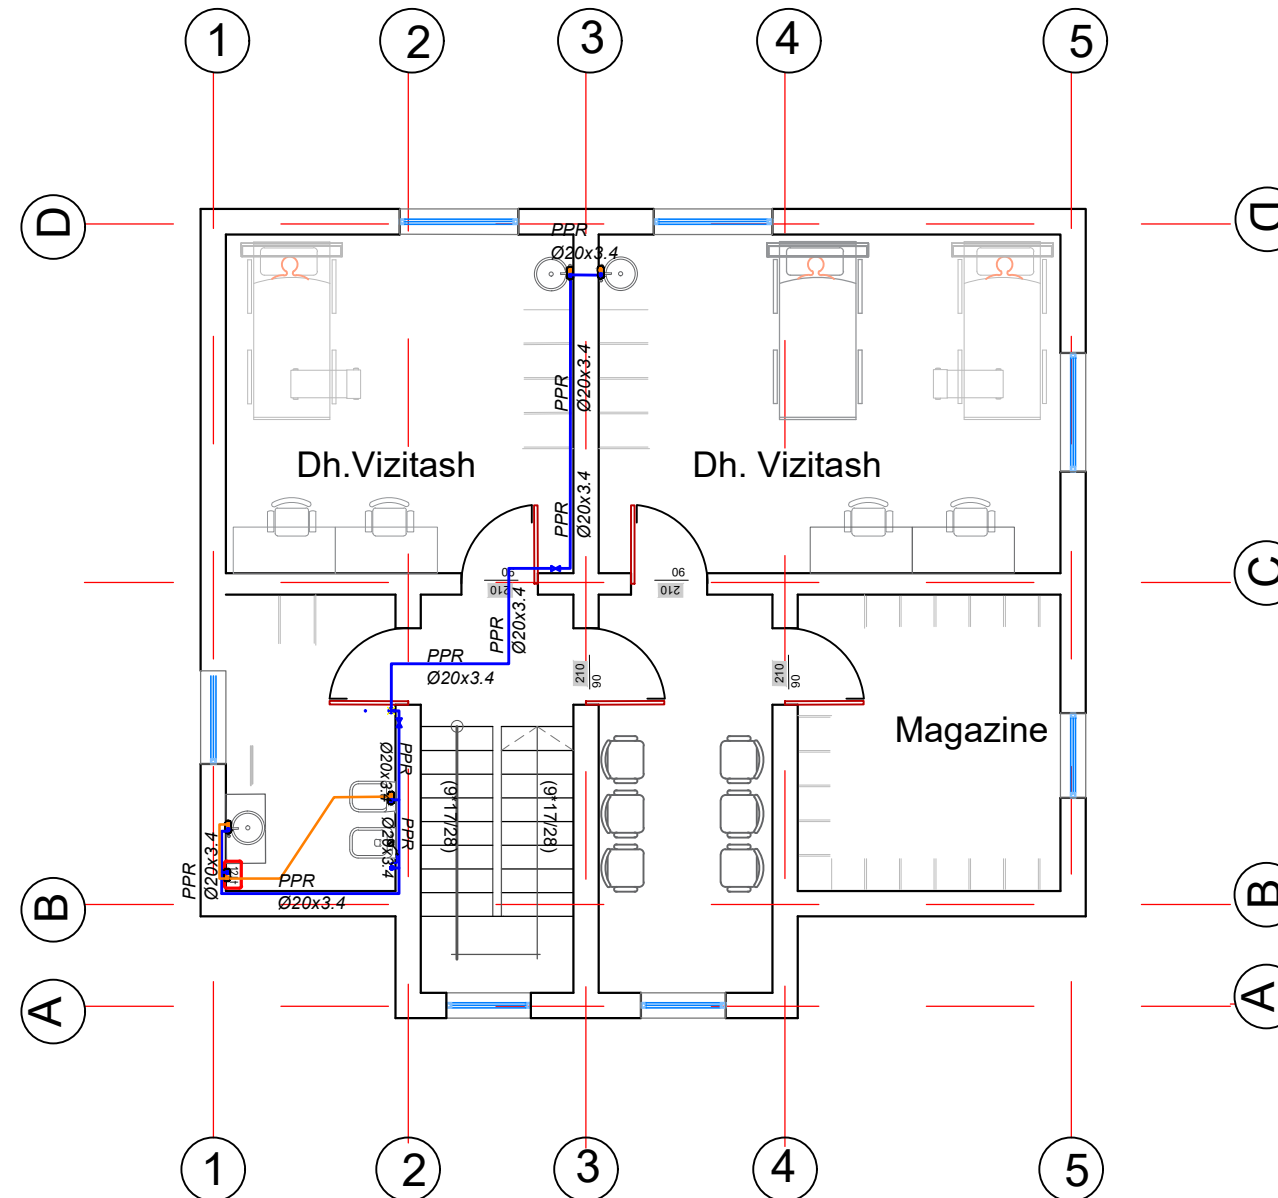 1
2
3
4
5
D
D
PPR
Ø20x3.4
PPR
Ø20x3.4
Dh.Vizitash
Dh. Vizitash
PPR
Ø20x3.4
90
210
90
210
C
PPR
Ø20x3.4
PPR
Ø20x3.4
210
90
210
90
Magazine
PPR
Ø20x3.4
(9*17/28)
(9*17/28)
PPR
Ø20x3.4
PPR
Ø20x3.4
PPR
Ø20x3.4
B
B
A
A
1
2
3
4
5